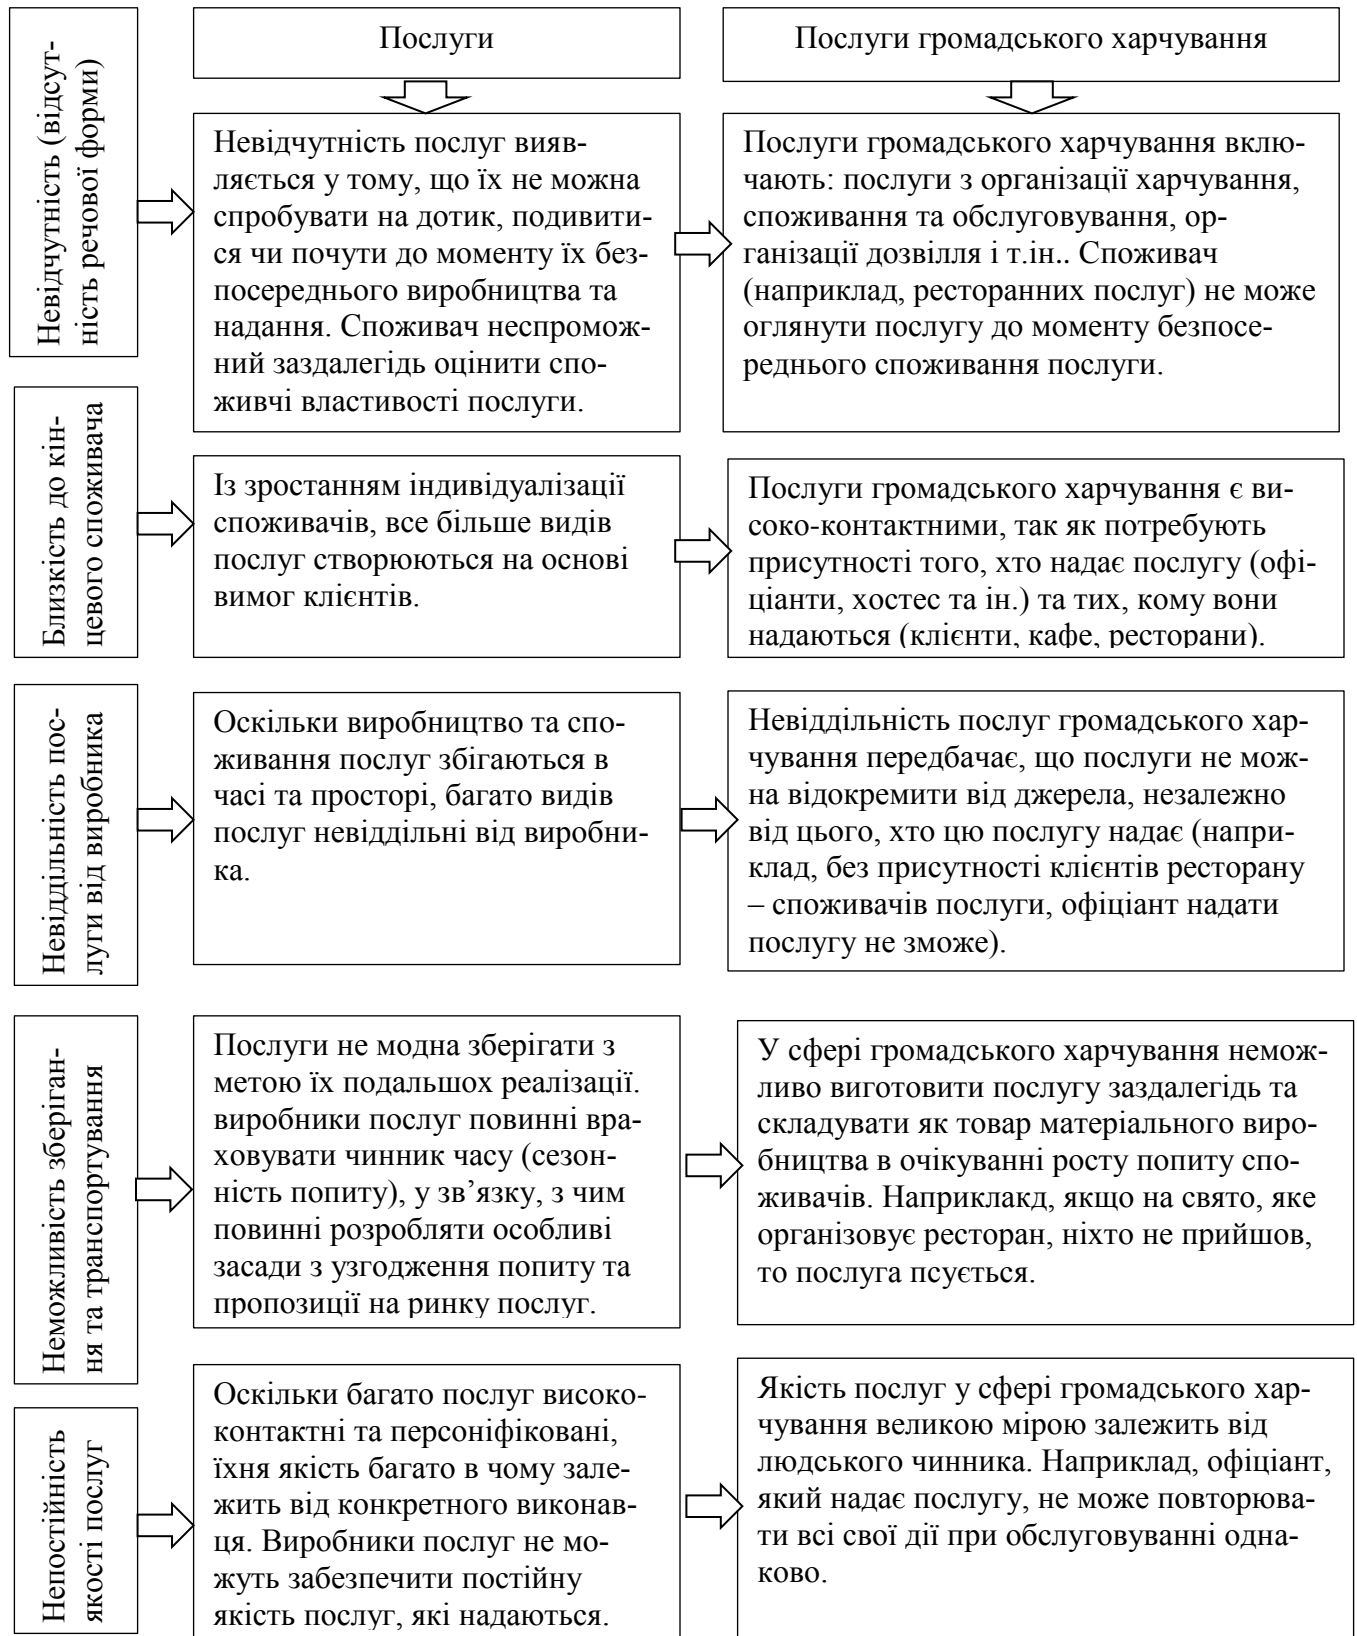 Послуги
Послуги громадського харчування
Невідчутність (відсут-
ність речової форми)
Невідчутність послуг вияв-
ляється у тому, що їх не можна
спробувати на дотик, подивити-
ся чи почути до моменту їх без-
посереднього виробництва та
надання. Споживач неспромож-
ний заздалегідь оцінити спо-
живчі властивості послуги.
Послуги громадського харчування вклю-
чають: послуги з організації харчування,
споживання та обслуговування, ор-
ганізації дозвілля і т.ін.. Споживач
(наприклад, ресторанних послуг) не може
оглянути послугу до моменту безпосе-
реднього споживання послуги.
Близкість до кін-
цевого споживача
Із зростанням індивідуалізації
споживачів, все більше видів
послуг створюються на основі
вимог клієнтів.
Послуги громадського харчування є ви-
соко-контактними, так як потребують
присутності того, хто надає послугу (офі-
ціанти, хостес та ін.) та тих, кому вони
надаються (клієнти, кафе, ресторани).
Невіддільність пос-
луги від виробника
Оскільки виробництво та спо-
живання послуг збігаються в
часі та просторі, багато видів
послуг невіддільні від виробни-
ка.
Невіддільність послуг громадського хар-
чування передбачає, що послуги не мож-
на відокремити від джерела, незалежно
від цього, хто цю послугу надає (напри-
клад, без присутності клієнтів ресторану
– споживачів послуги, офіціант надати
послугу не зможе).
Неможливість зберіган-
ня та транспортування
Послуги не модна зберігати з
метою їх подальшох реалізації.
виробники послуг повинні вра-
ховувати чинник часу (сезон-
ність попиту), у зв’язку, з чим
повинні розробляти особливі
засади з узгодження попиту та
пропозиції на ринку послуг.
У сфері громадського харчування немож-
ливо виготовити послугу заздалегідь та
складувати як товар матеріального виро-
бництва в очікуванні росту попиту спо-
живачів. Наприклакд, якщо на свято, яке
організовує ресторан, ніхто не прийшов,
то послуга псується.
Непостійність
якості послуг
Оскільки багато послуг високо-
контактні та персоніфіковані,
їхня якість багато в чому зале-
жить від конкретного виконав-
ця. Виробники послуг не мо-
жуть забезпечити постійну
якість послуг, які надаються.
Якість послуг у сфері громадського хар-
чування великою мірою залежить від
людського чинника. Наприклад, офіціант,
який надає послугу, не може повторюва-
ти всі свої дії при обслуговуванні одна-
ково.